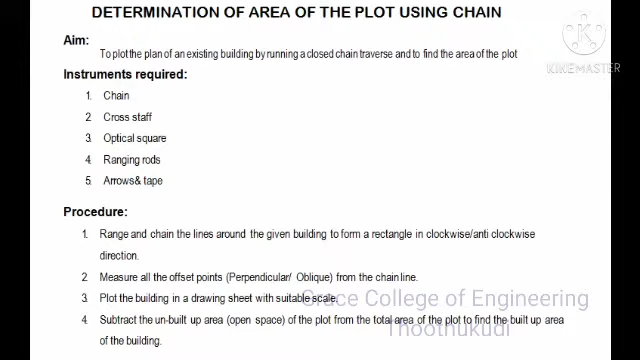 DETERMINATION OF AREA OF THE PLOT USING CHAIN
Aim:
To plot the plan of an existing building by running a closed chain traverse and to find the area of the plot
KINEMASTER
Instruments required:
1. Chain
2. Cross staff
3. Optical square
4. Ranging rods
5. Arrows& tape
Procedure:
1. Range and chain the lines around the given building to form a rectangle in clockwise/anti clockwise
direction.
2. Measure all the offset points (Perpendicular/ Oblique) from the chain line.
3. Plot the building in a drawing sheet with suitable scale.
Grace College of Engineering
4. Subtract the un-built up area (open space) of the plot from the total area of the plot to find the built up area
Thoothukudi
of the building.